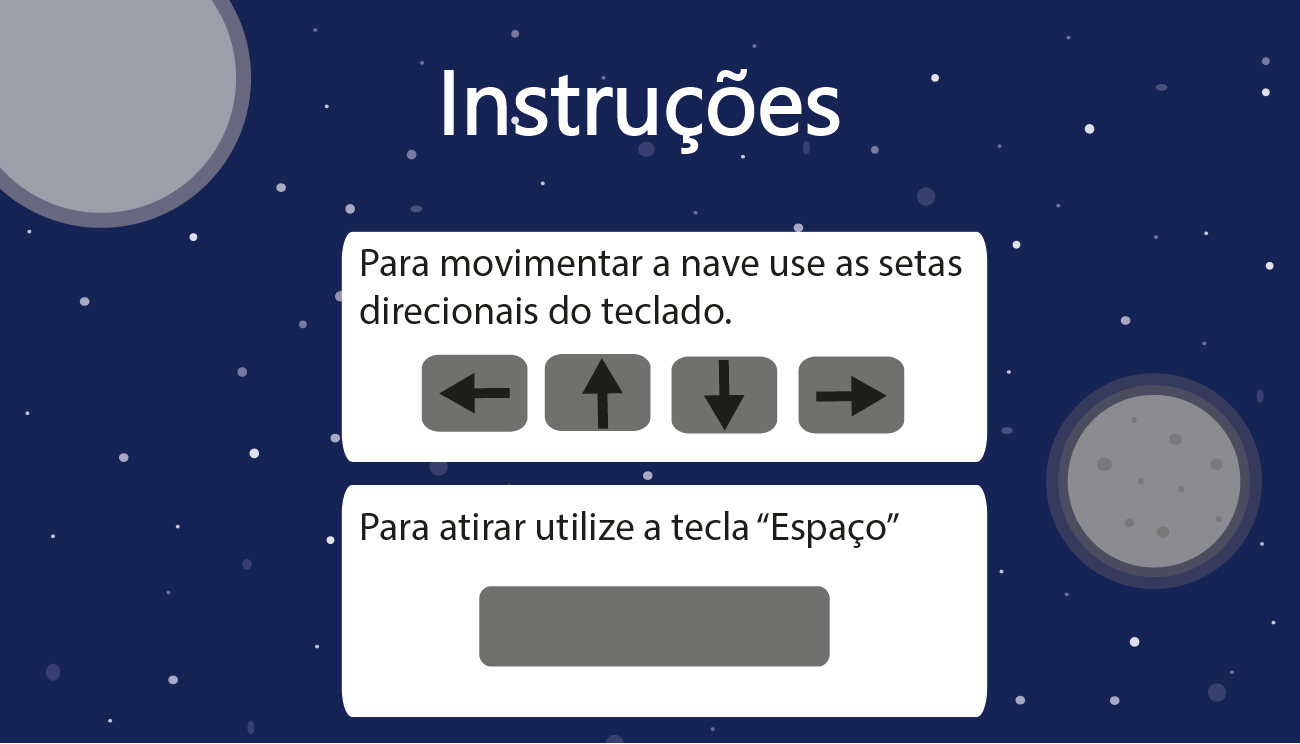 Instruções
Para movimentar a nave use as setas
direcionais do teclado.
Para atirar utilize a tecla “Espaço”